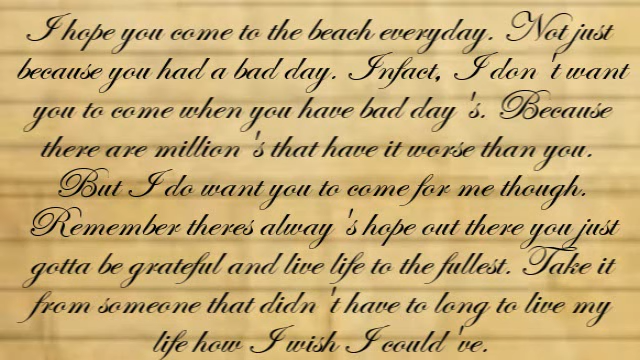 I hope you come to the beach everyday. Not just
because you had a bad day. Infact, I don 't want
you to come when you have bad day 's. Because
there are million 's that have it worse than you.
But I do want you to come for me though.
Remember theres alway 's hope out there you just
gotta be grateful and live life to the fullest. Take it
from someone that didn 't have to long to live my
life how I wish I could 've.